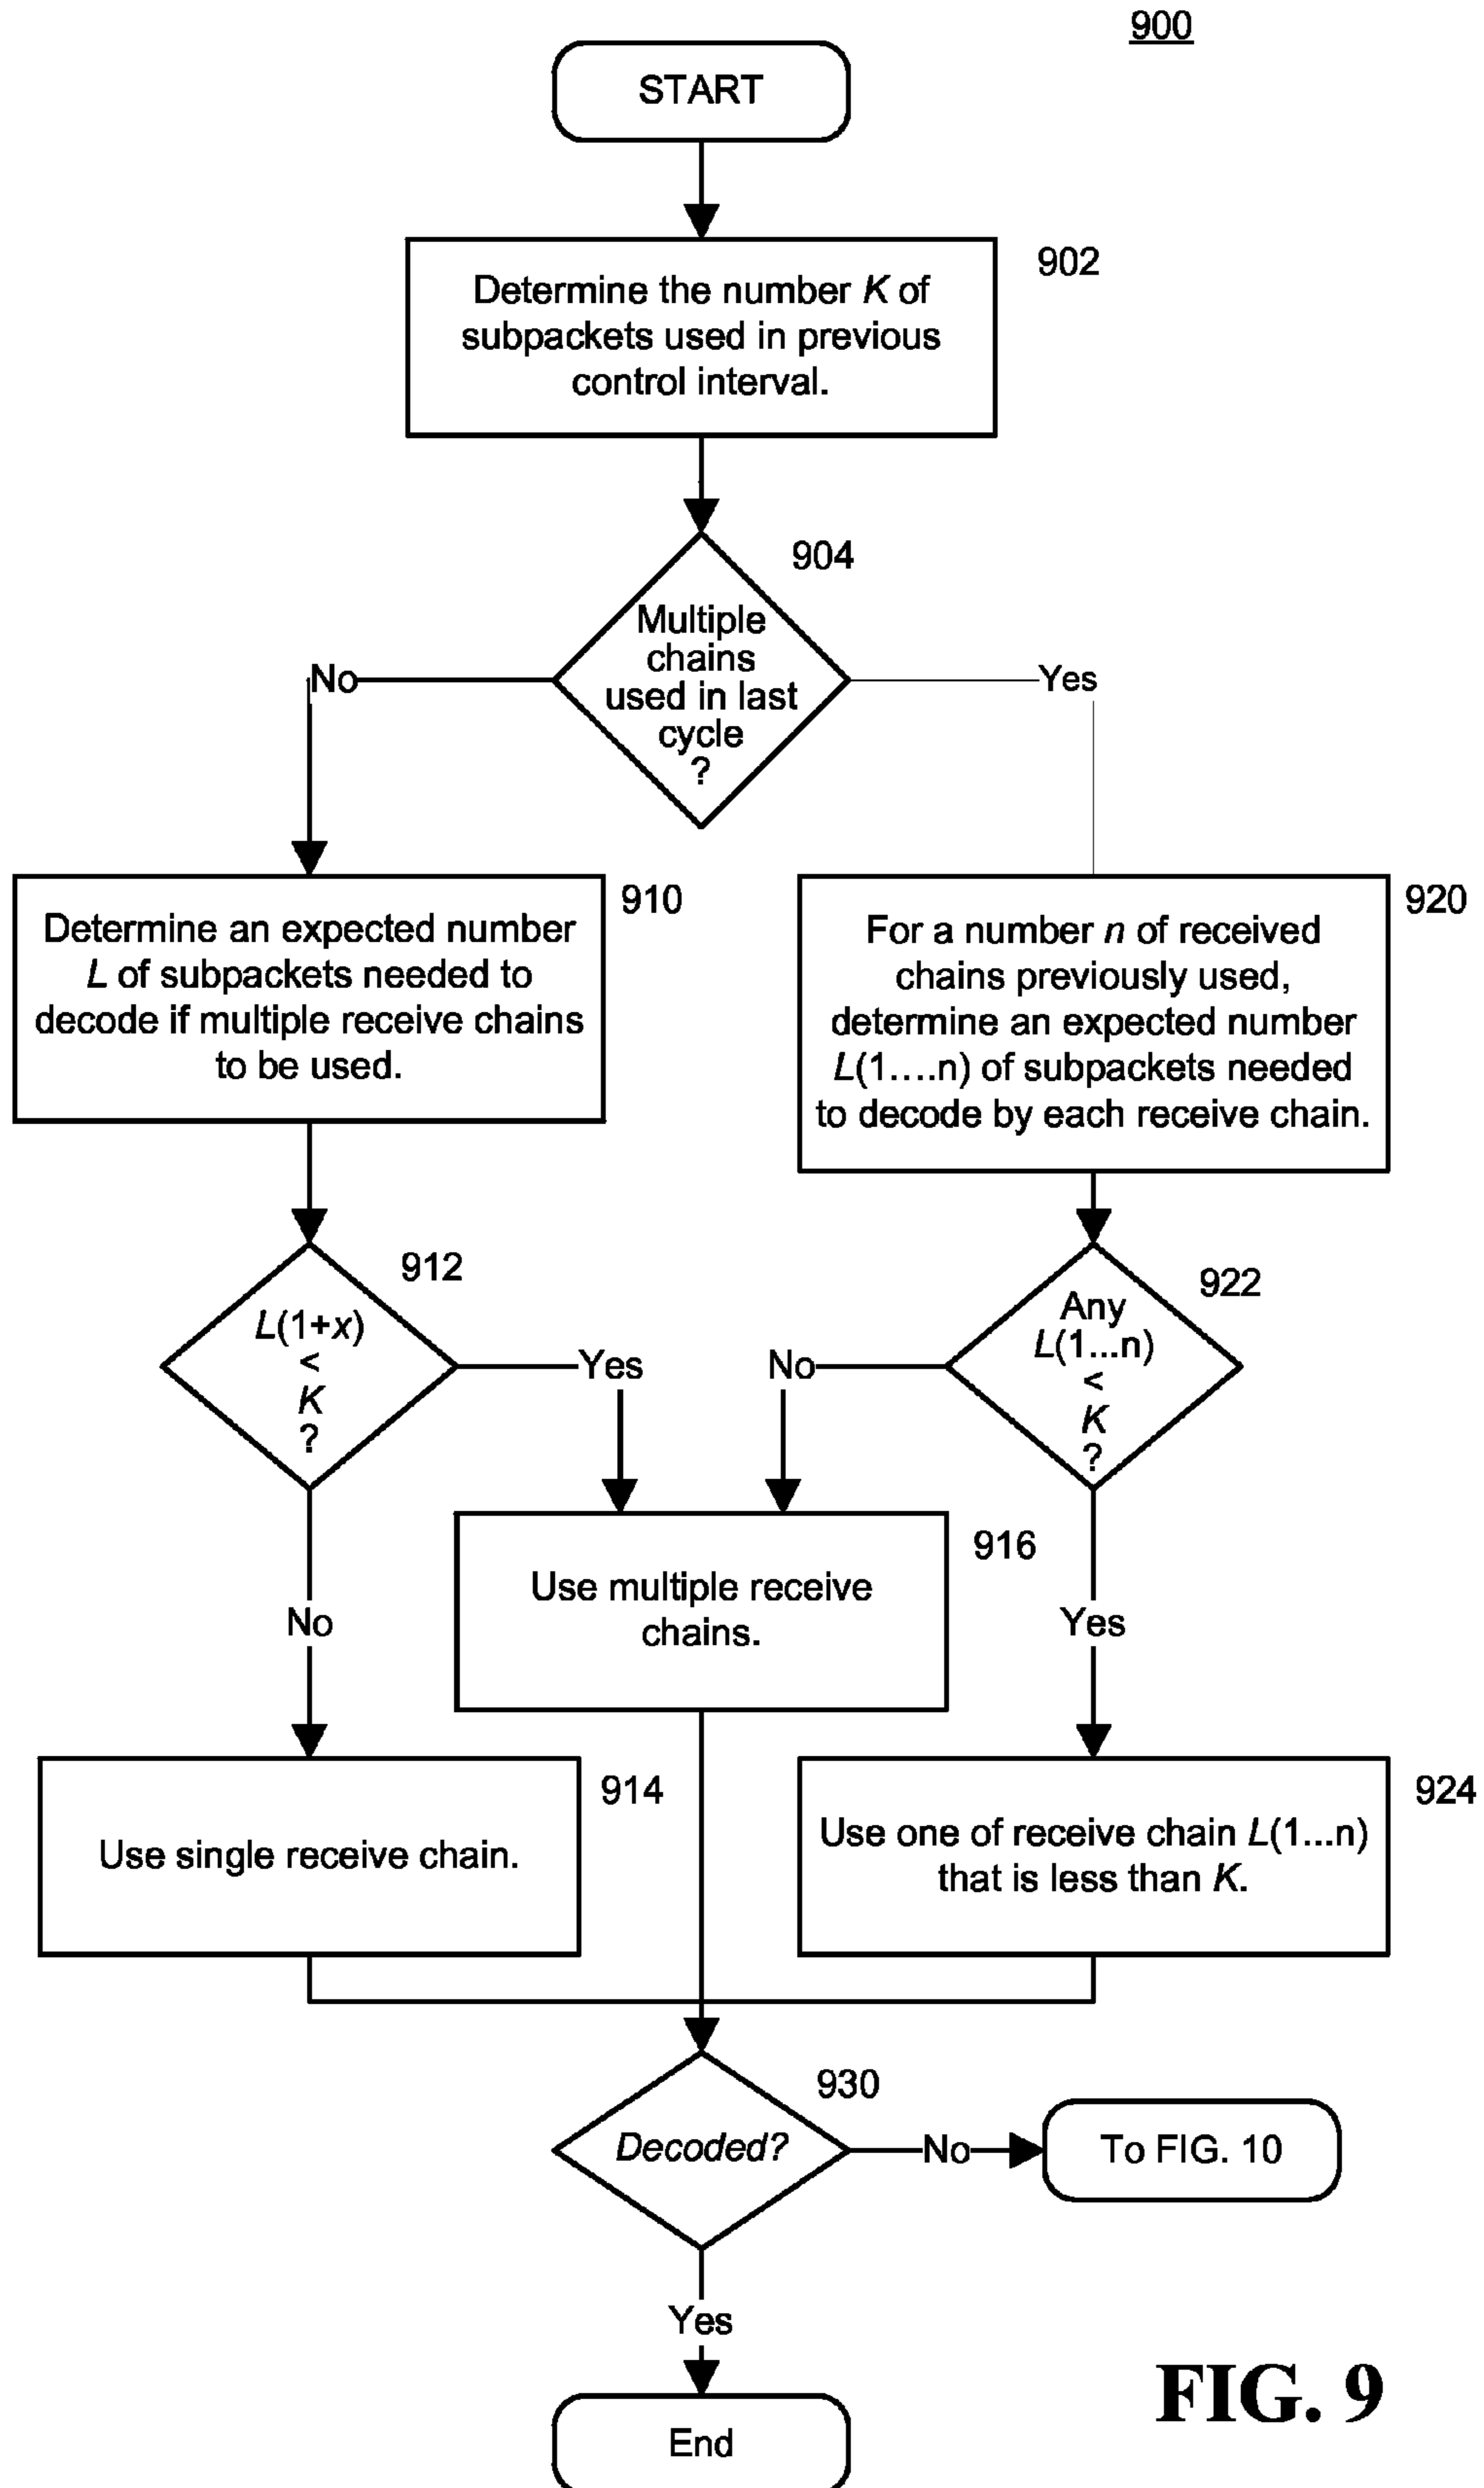 900
START
902
Determine the number K of
subpackets used in previous
control interval.
904
Multiple
chains
used in last
cycle
?
No
Yes
910
Determine an expected number
L of subpackets needed to
decode if multiple receive chains
to be used.
920
For a number n of received
chains previously used,
determine an expected number
L(1....n) of subpackets needed
to decode by each receive chain.
912
L(1+x)
<
K
?
Yes
No
922
Any
L(1...n)
<
K
?
No
Yes
916
Use multiple receive
chains.
914
Use single receive chain.
924
Use one of receive chain L(1...n)
that is less than K.
930
Decoded?
No
To FIG. 10
Yes
End
FIG. 9